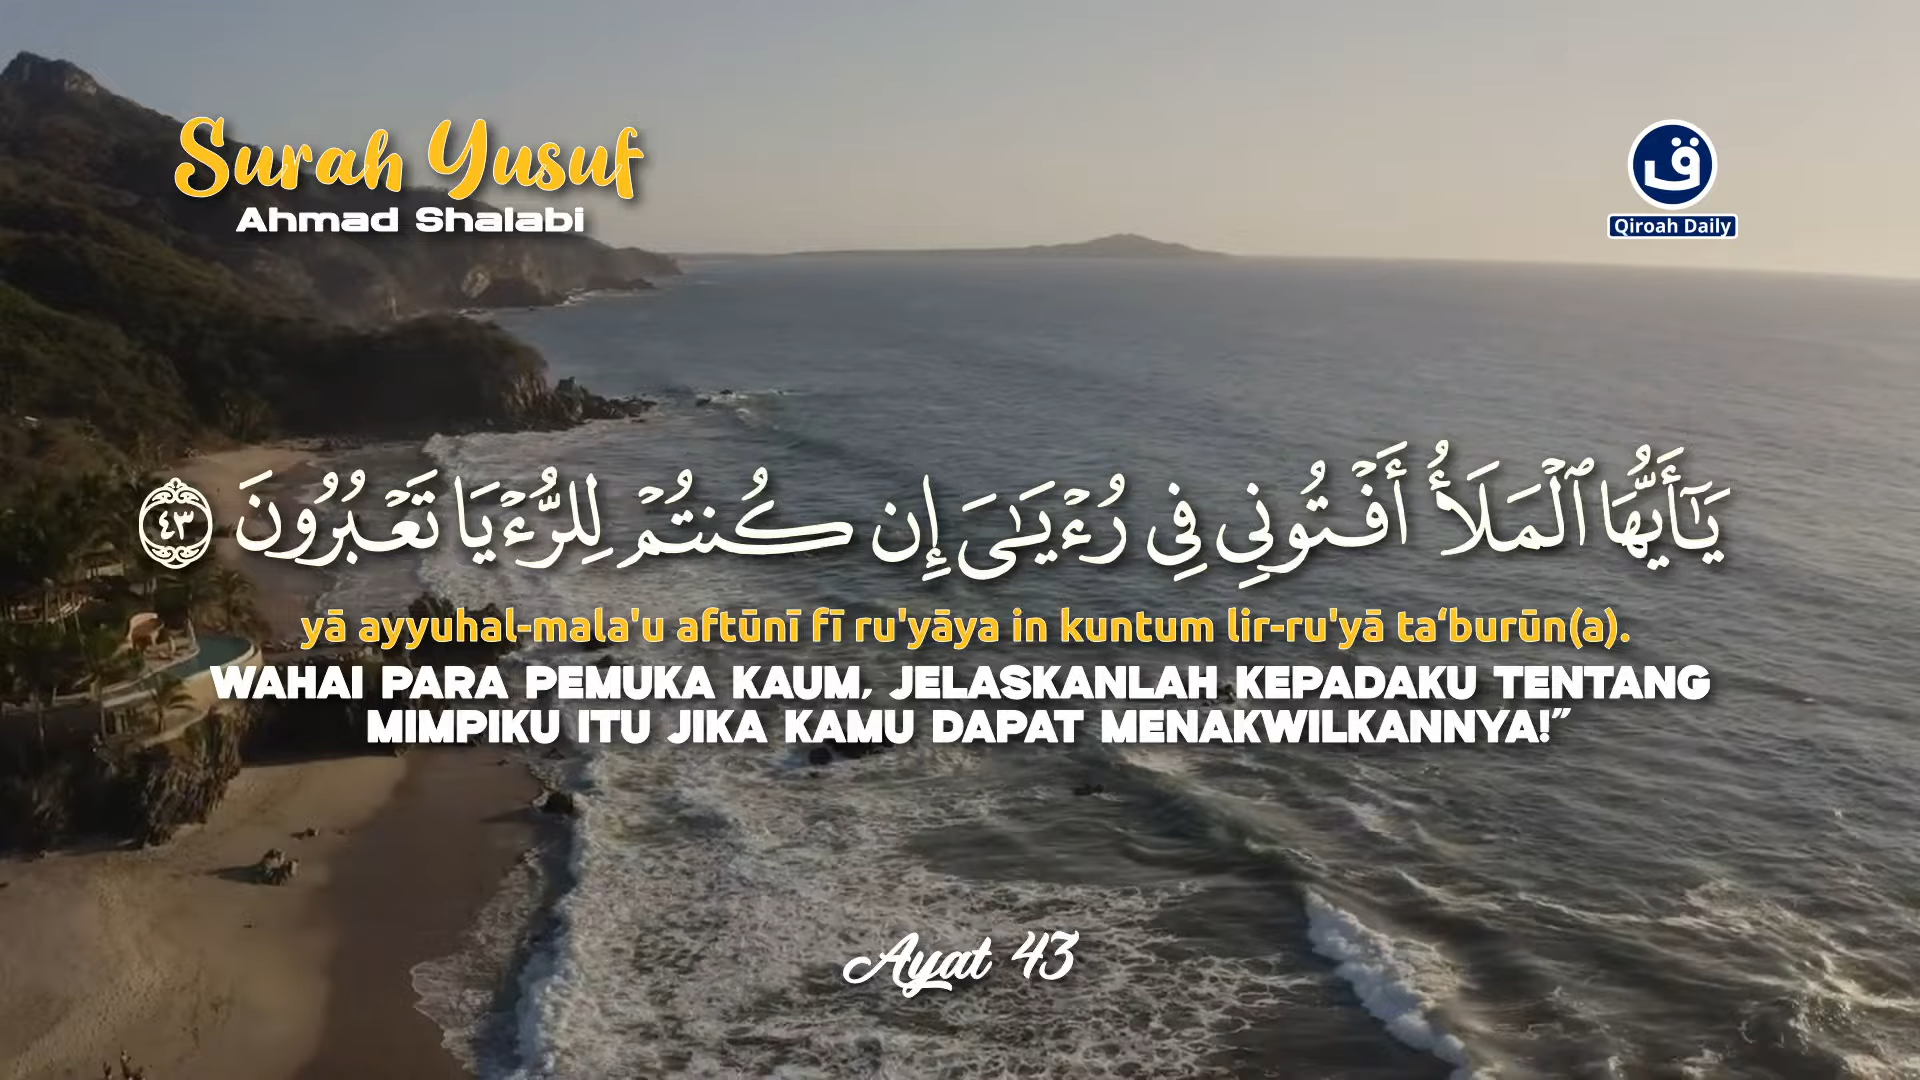 Surah Yusuf
Ahmad Shalabi
ق
Qiroah Daily
يَـٰٓأَيُّهَا ٱلْمَلَأُ أَفْتُونِى فِى رُءْيَـٰىَ إِن كُنتُمْ لِلرُّءْيَا تَعْبُرُونَ ٤٣
yā ayyuhal-mala'u aftūnī fī ru'yāya in kuntum lir-ru'yā ta‘burūn(a).
WAHAI PARA PEMUKA KAUM, JELASKANLAH KEPADAKU TENTANG
MIMPIKU ITU JIKA KAMU DAPAT MENAKWILKANNYA!”
Ayat 43